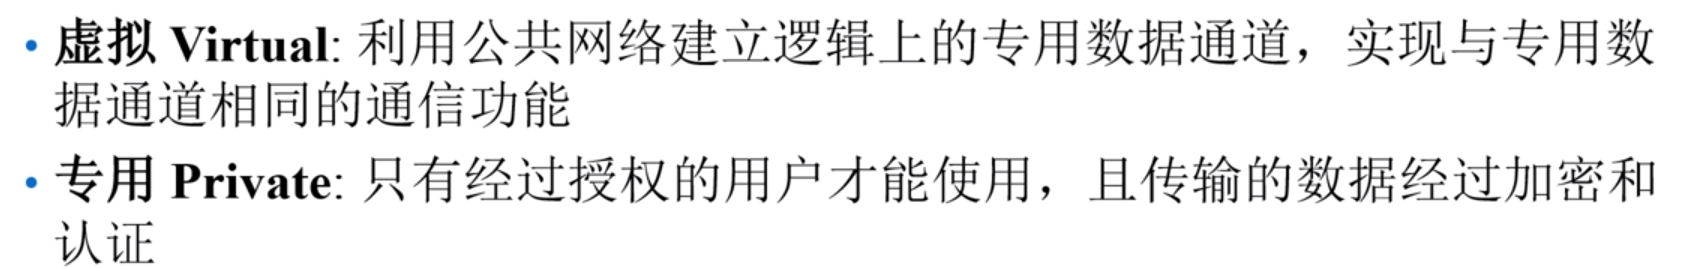 • 虚拟 Virtual: 利用公共网络建立逻辑上的专用数据通道，实现与专用数
据通道相同的通信功能
• 专用 Private: 只有经过授权的用户才能使用，且传输的数据经过加密和
认证